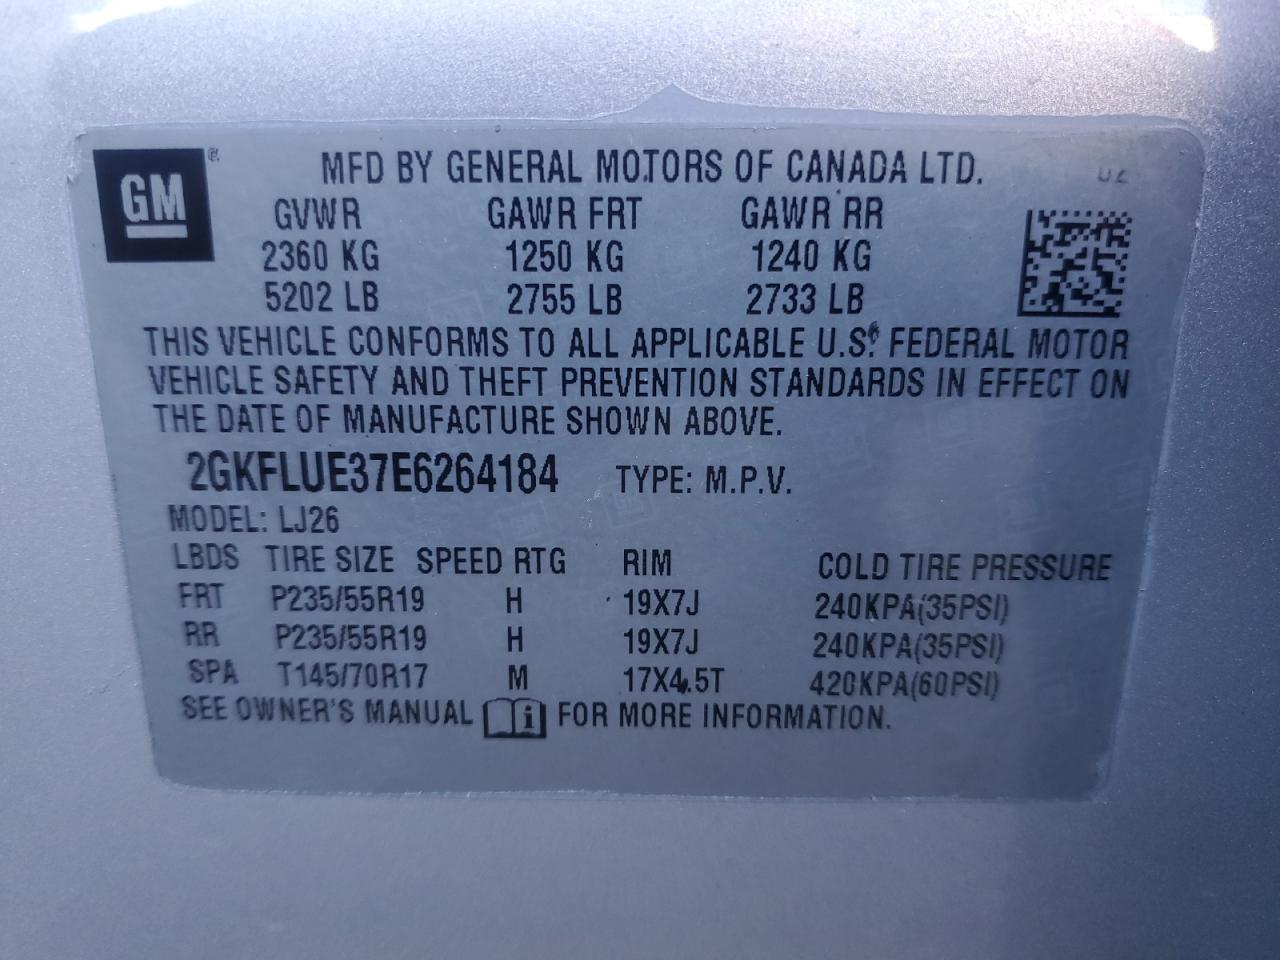 GM® MFD BY GENERAL MOTORS OF CANADA LTD.
GVWR GAWR FRT GAWR RR
2360 KG 1250 KG 1240 KG
5202 LB 2755 LB 2733 LB
THIS VEHICLE CONFORMS TO ALL APPLICABLE U.S. FEDERAL MOTOR
VEHICLE SAFETY AND THEFT PREVENTION STANDARDS IN EFFECT ON
THE DATE OF MANUFACTURE SHOWN ABOVE.
2GKFLUE37E6264184 TYPE: M.P.V.
MODEL: LJ26
LBDS TIRE SIZE SPEED RTG RIM COLD TIRE PRESSURE
FRT P235/55R19 H 19X7J 240KPA(35PSI)
RR P235/55R19 H 19X7J 240KPA(35PSI)
SPA T145/70R17 M 17X4.5T 420KPA(60PSI)
SEE OWNER'S MANUAL i FOR MORE INFORMATION.